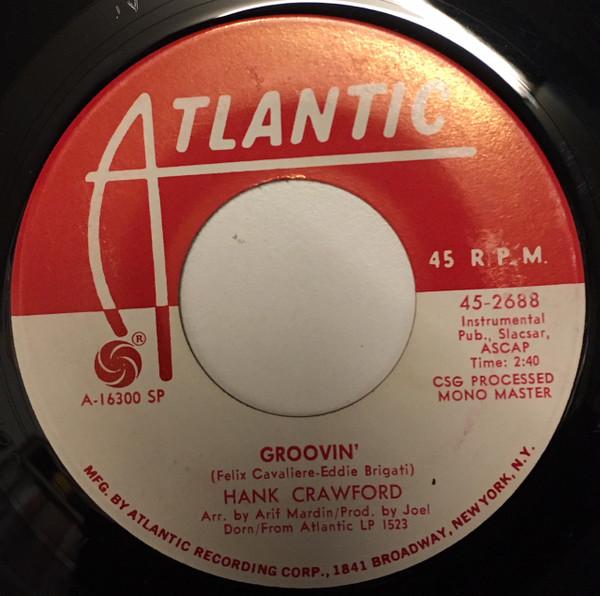 ATLANTIC
45 R.P.M.
45-2688
Instrumental
Pub., Slacsar,
ASCAP
Time: 2:40
CSG PROCESSED
MONO MASTER
®
A-16300 SP
GROOVIN'
(Felix Cavaliere-Eddie Brigati)
HANK CRAWFORD
Arr. by Arif Mardin/Prod. by Joel
Dorn/From Atlantic LP 1523
MFG. BY ATLANTIC RECORDING CORP., 1841 BROADWAY, NEW YORK, N.Y.